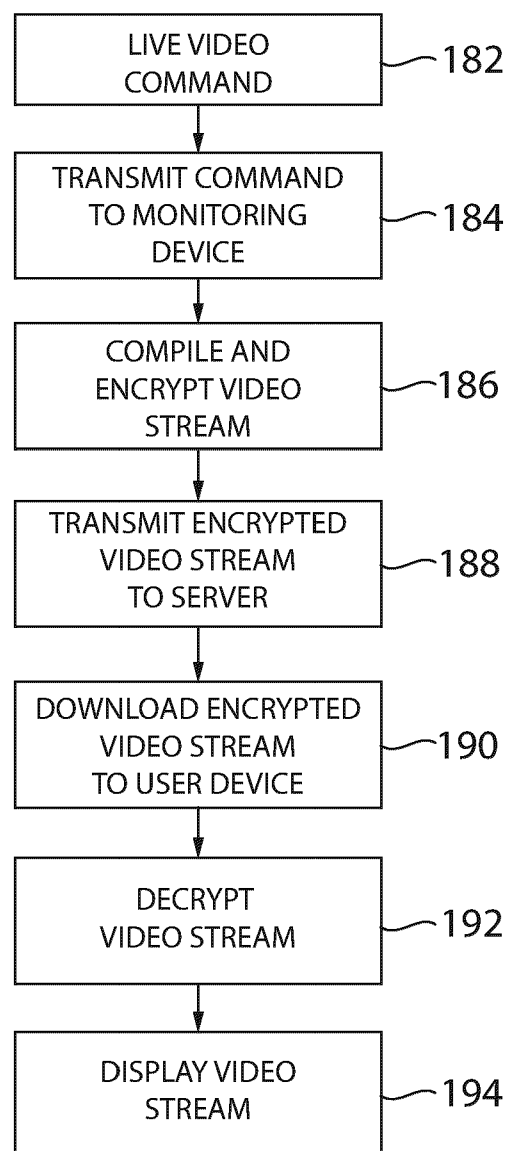 LIVE VIDEO
COMMAND
182
TRANSMIT COMMAND
TO MONITORING
DEVICE
184
COMPILE AND
ENCRYPT VIDEO
STREAM
186
TRANSMIT ENCRYPTED
VIDEO STREAM
TO SERVER
188
DOWNLOAD ENCRYPTED
VIDEO STREAM
TO USER DEVICE
190
DECRYPT
VIDEO STREAM
192
DISPLAY VIDEO
STREAM
194